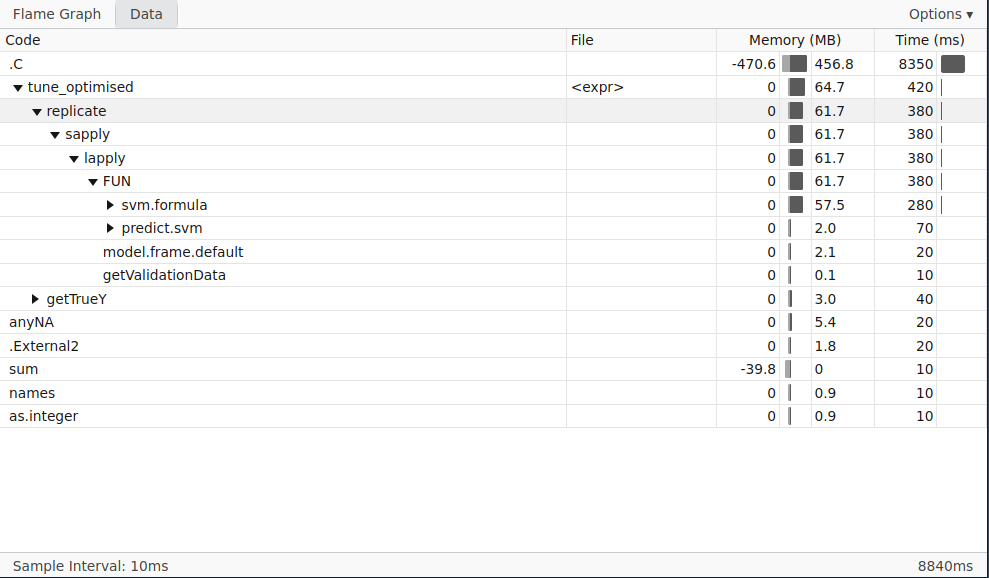 Flame Graph Data Options ▾
Code File Memory (MB) Time (ms)
.C -470.6 456.8 8350
▼ tune_optimised <expr> 0 64.7 420
▼ replicate 0 61.7 380
▼ sapply 0 61.7 380
▼ lapply 0 61.7 380
▼ FUN 0 61.7 380
▶ svm.formula 0 57.5 280
▶ predict.svm 0 2.0 70
model.frame.default 0 2.1 20
getValidationData 0 0.1 10
▶ getTrueY 0 3.0 40
anyNA 0 5.4 20
.External2 0 1.8 20
sum -39.8 0 10
names 0 0.9 10
as.integer 0 0.9 10
Sample Interval: 10ms 8840ms